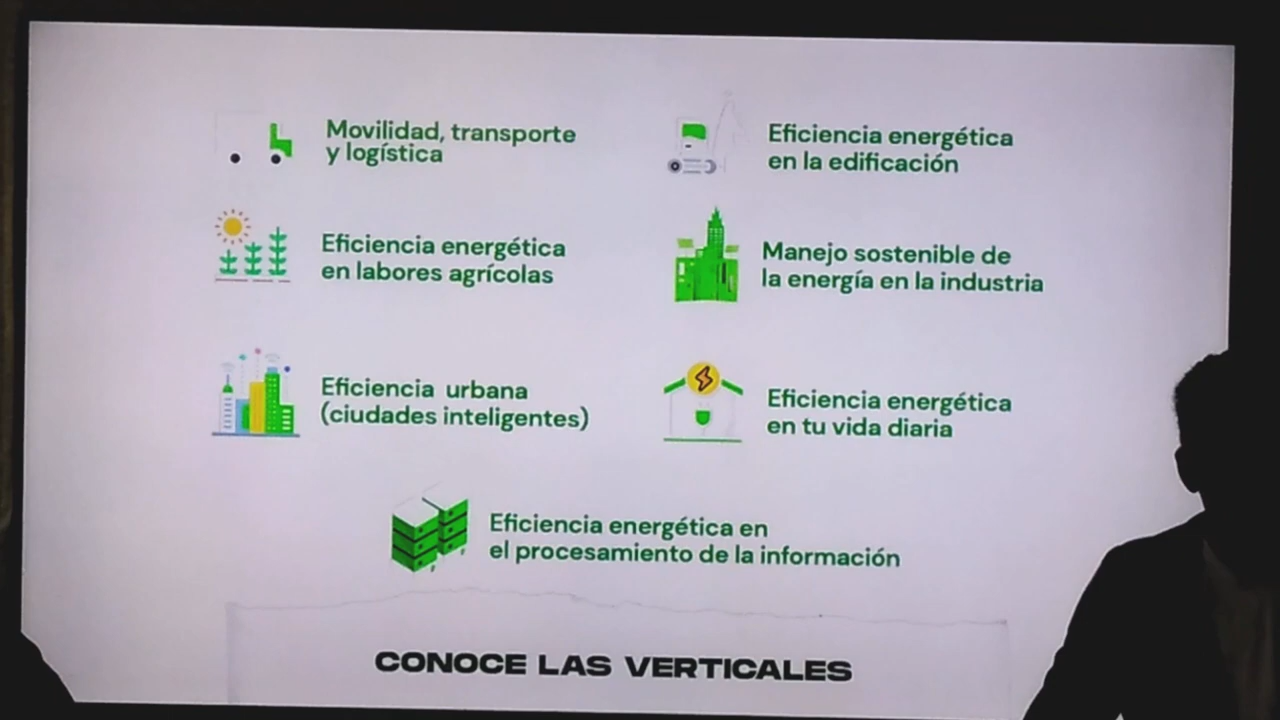 Movilidad, transporte
y logística
Eficiencia energética
en la edificación
Eficiencia energética
en labores agrícolas
Manejo sostenible de
la energía en la industria
Eficiencia urbana
(ciudades inteligentes)
Eficiencia energética
en tu vida diaria
Eficiencia energética en
el procesamiento de la información
CONOCE LAS VERTICALES